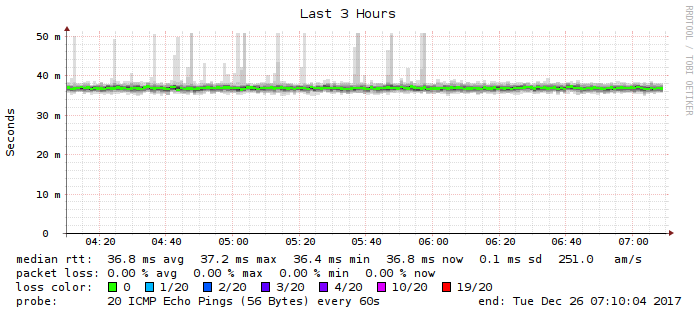 Last 3 Hours
RRDTOOL / TOBI OETIKER
Seconds
50 m
40 m
30 m
20 m
10 m
0
04:20 04:40 05:00 05:20 05:40 06:00 06:20 06:40 07:00
median rtt: 36.8 ms avg 37.2 ms max 36.4 ms min 36.8 ms now 0.1 ms sd 251.0 am/s
packet loss: 0.00 % avg 0.00 % max 0.00 % min 0.00 % now
loss color: 0 1/20 2/20 3/20 4/20 10/20 19/20
probe: 20 ICMP Echo Pings (56 Bytes) every 60s end: Tue Dec 26 07:10:04 2017